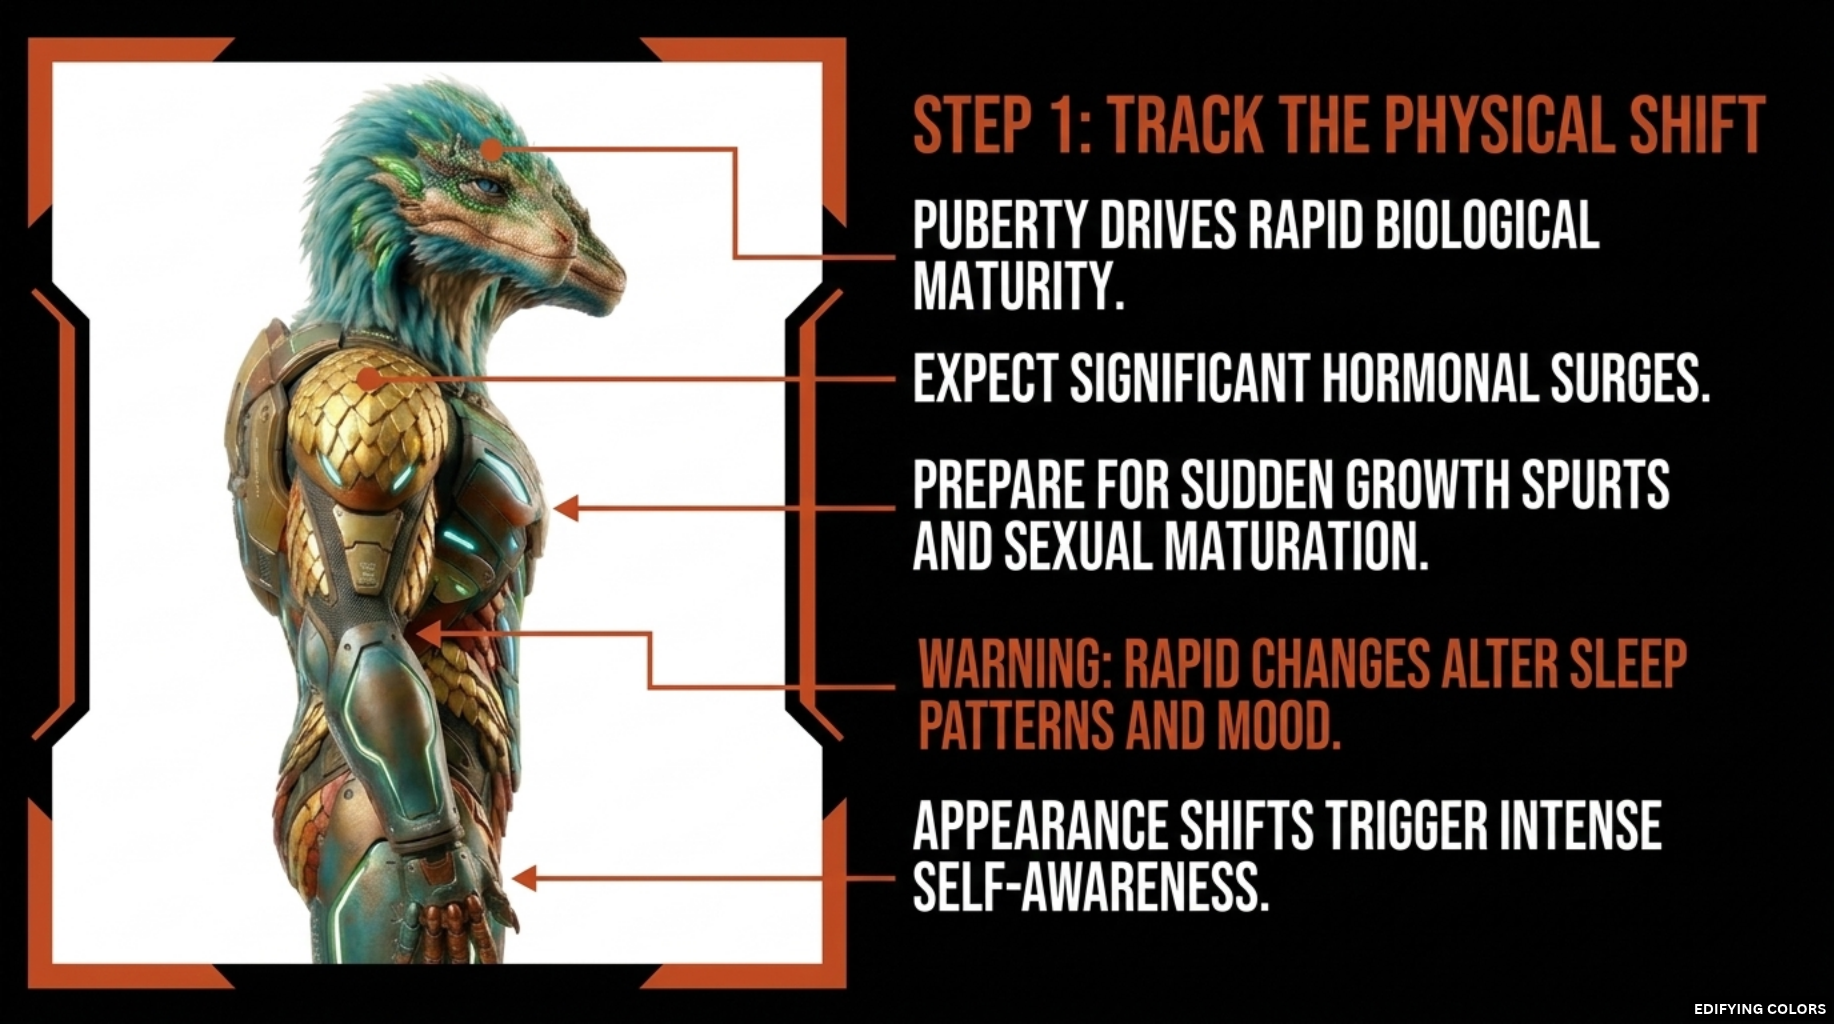 STEP 1: TRACK THE PHYSICAL SHIFT
PUBERTY DRIVES RAPID BIOLOGICAL
MATURITY.
EXPECT SIGNIFICANT HORMONAL SURGES.
PREPARE FOR SUDDEN GROWTH SPURTS
AND SEXUAL MATURATION.
WARNING: RAPID CHANGES ALTER SLEEP
PATTERNS AND MOOD.
APPEARANCE SHIFTS TRIGGER INTENSE
SELF-AWARENESS.
EDIFYING COLORS